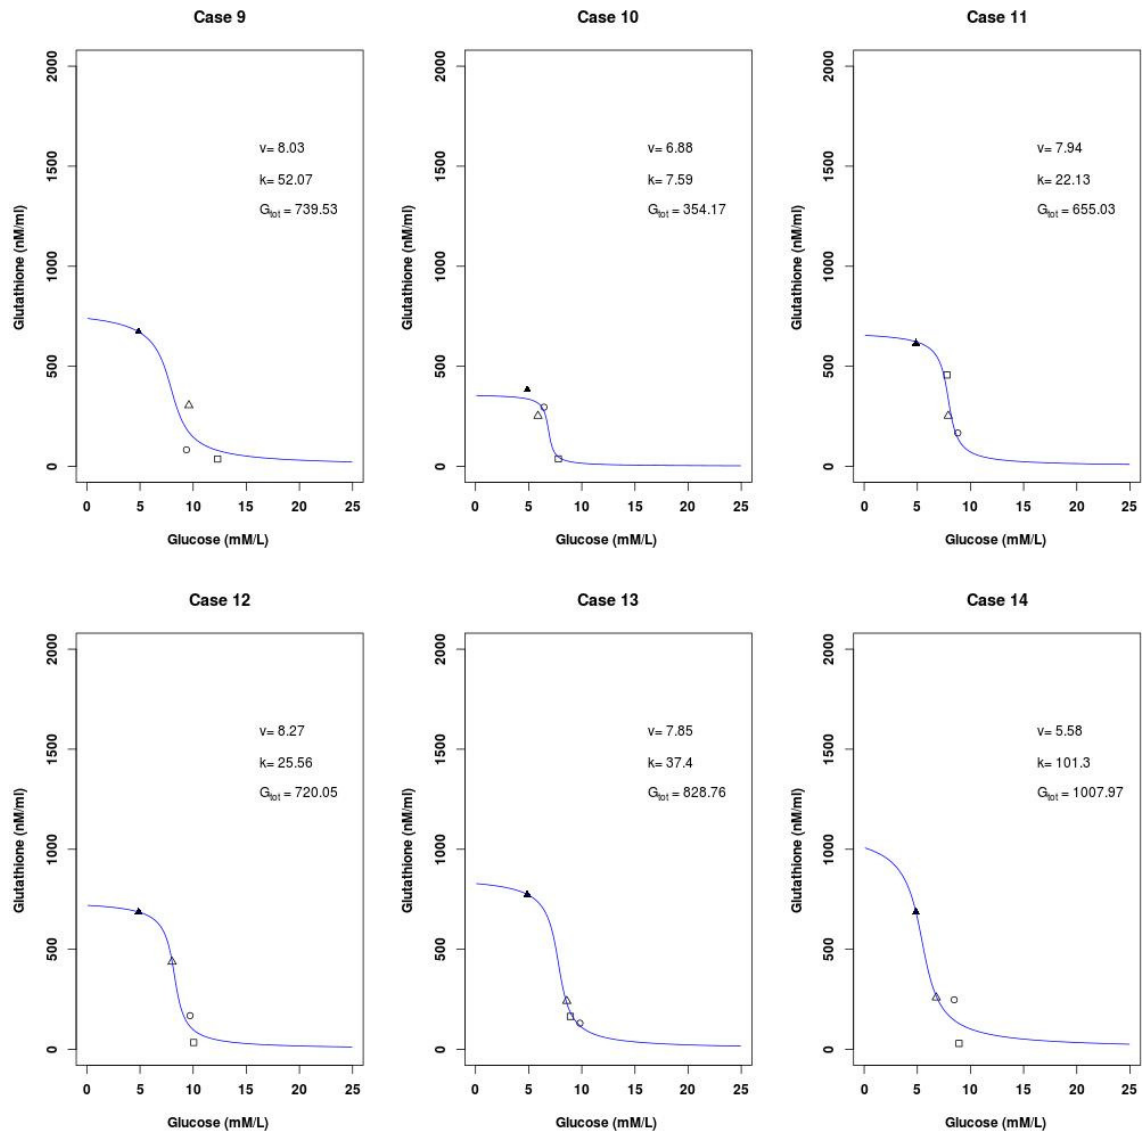 Case 9
2000
1500
1000
500
0
Glutathione (nM/ml)
v= 8.03
k= 52.07
Gtot = 739.53
0 5 10 15 20 25
Glucose (mM/L)
Case 10
2000
1500
1000
500
0
Glutathione (nM/ml)
v= 6.88
k= 7.59
Gtot = 354.17
0 5 10 15 20 25
Glucose (mM/L)
Case 11
2000
1500
1000
500
0
Glutathione (nM/ml)
v= 7.94
k= 22.13
Gtot = 655.03
0 5 10 15 20 25
Glucose (mM/L)
Case 12
2000
1500
1000
500
0
Glutathione (nM/ml)
v= 8.27
k= 25.56
Gtot = 720.05
0 5 10 15 20 25
Glucose (mM/L)
Case 13
2000
1500
1000
500
0
Glutathione (nM/ml)
v= 7.85
k= 37.4
Gtot = 828.76
0 5 10 15 20 25
Glucose (mM/L)
Case 14
2000
1500
1000
500
0
Glutathione (nM/ml)
v= 5.58
k= 101.3
Gtot = 1007.97
0 5 10 15 20 25
Glucose (mM/L)